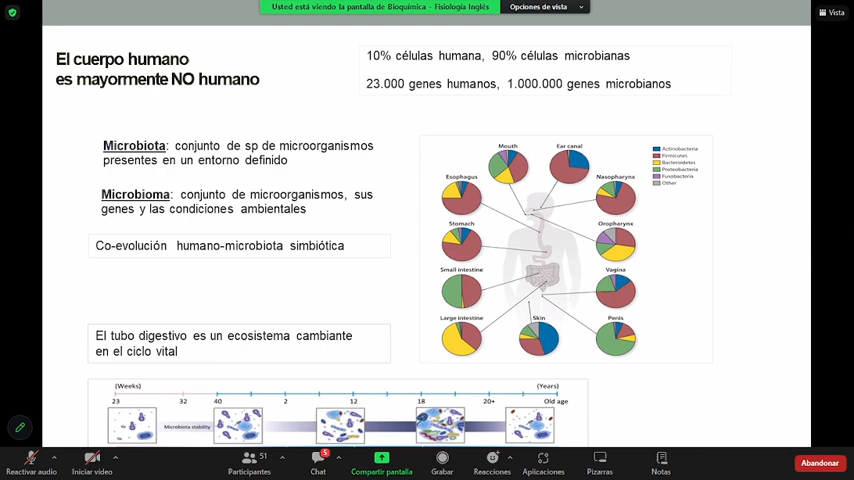 Usted está viendo la pantalla de Bioquímica - Fisiología Inglés
Opciones de vista
Vista
El cuerpo humano
es mayormente NO humano
10% células humana, 90% células microbianas
23.000 genes humanos, 1.000.000 genes microbianos
Microbiota: conjunto de sp de microorganismos
presentes en un entorno definido
Microbioma: conjunto de microorganismos, sus
genes y las condiciones ambientales
Co-evolución humano-microbiota simbiótica
El tubo digestivo es un ecosistema cambiante
en el ciclo vital
Mouth
Ear canal
Esophagus
Nasopharynx
Stomach
Oropharynx
Small intestine
Vagina
Large intestine
Skin
Penis
Actinobacteria
Firmicutes
Bacteroidetes
Proteobacteria
Fusobacteria
Other
(Weeks)
(Years)
23 32 40 2 12 18 20+ Old age
Microbiota stability
Reactivar audio
Iniciar video
51
Participantes
5
Chat
Compartir pantalla
Grabar
Reacciones
Aplicaciones
Pizarras
Notas
Abandonar